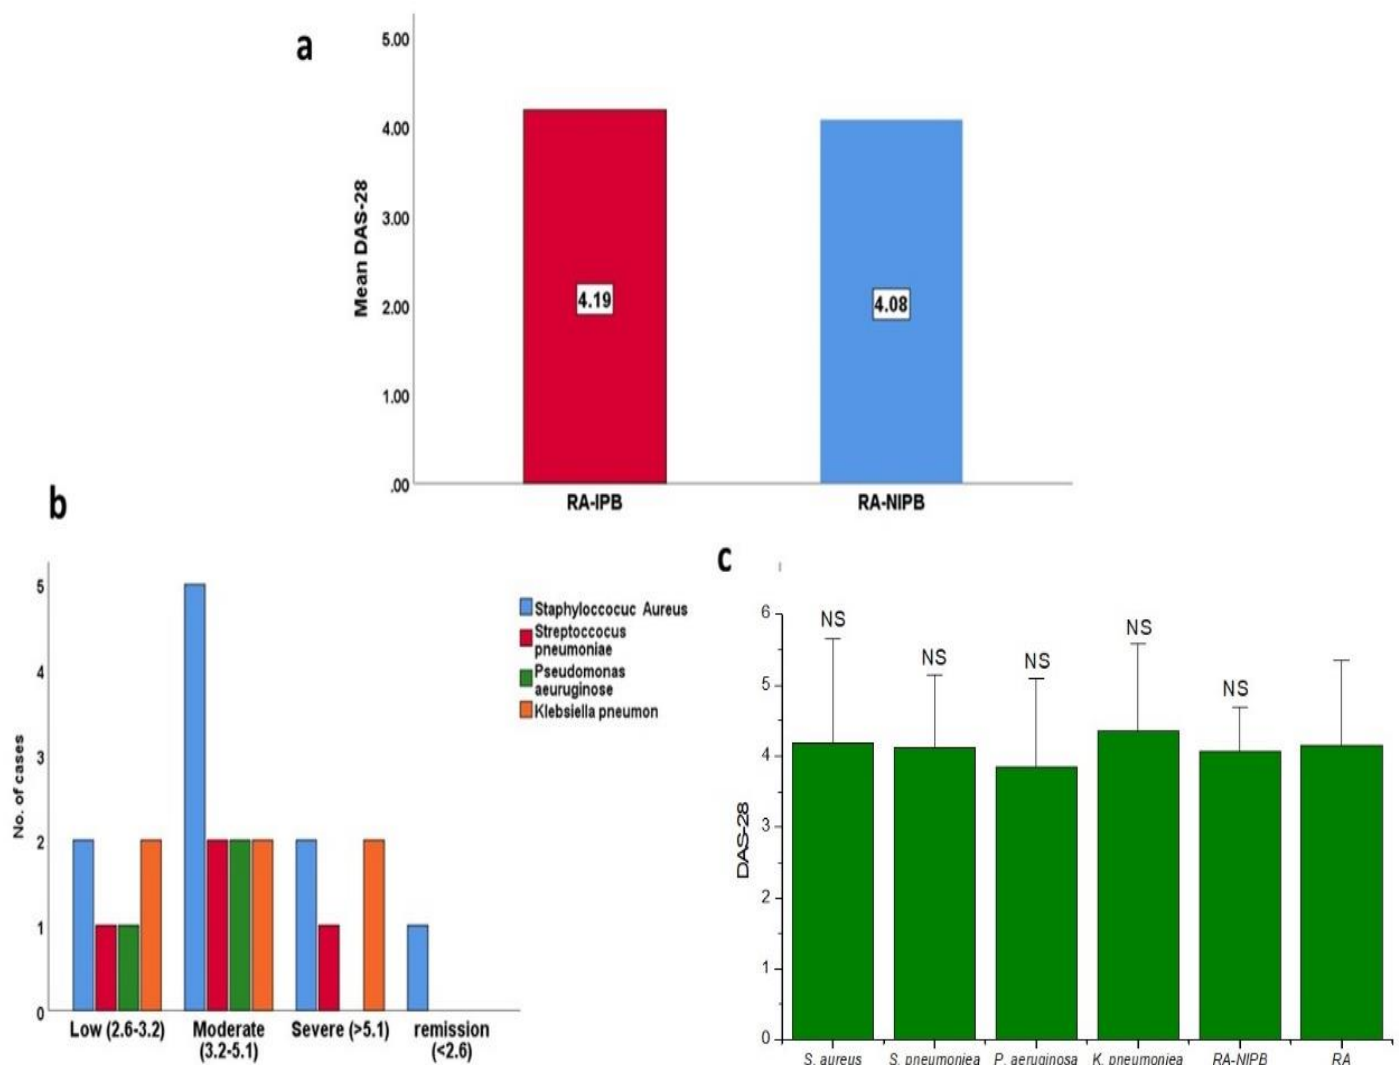 a
5.00
4.00
3.00
2.00
1.00
.00
Mean DAS-28
4.19
4.08
RA-IPB
RA-NIPB
b
5
4
3
2
1
0
No. of cases
Low (2.6-3.2)
Moderate
(3.2-5.1)
Severe (>5.1)
remission
(<2.6)
Staphyloccocuc Aureus
Streptoccocus
pneumoniae
Pseudomonas
aeuruginose
Klebsiella pneumon
c
6
5
4
3
2
1
0
DAS-28
NS
NS
NS
NS
NS
S. aureus
S. pneumoniea
P. aeruginosa
K. pneumoniea
RA-NIPB
RA